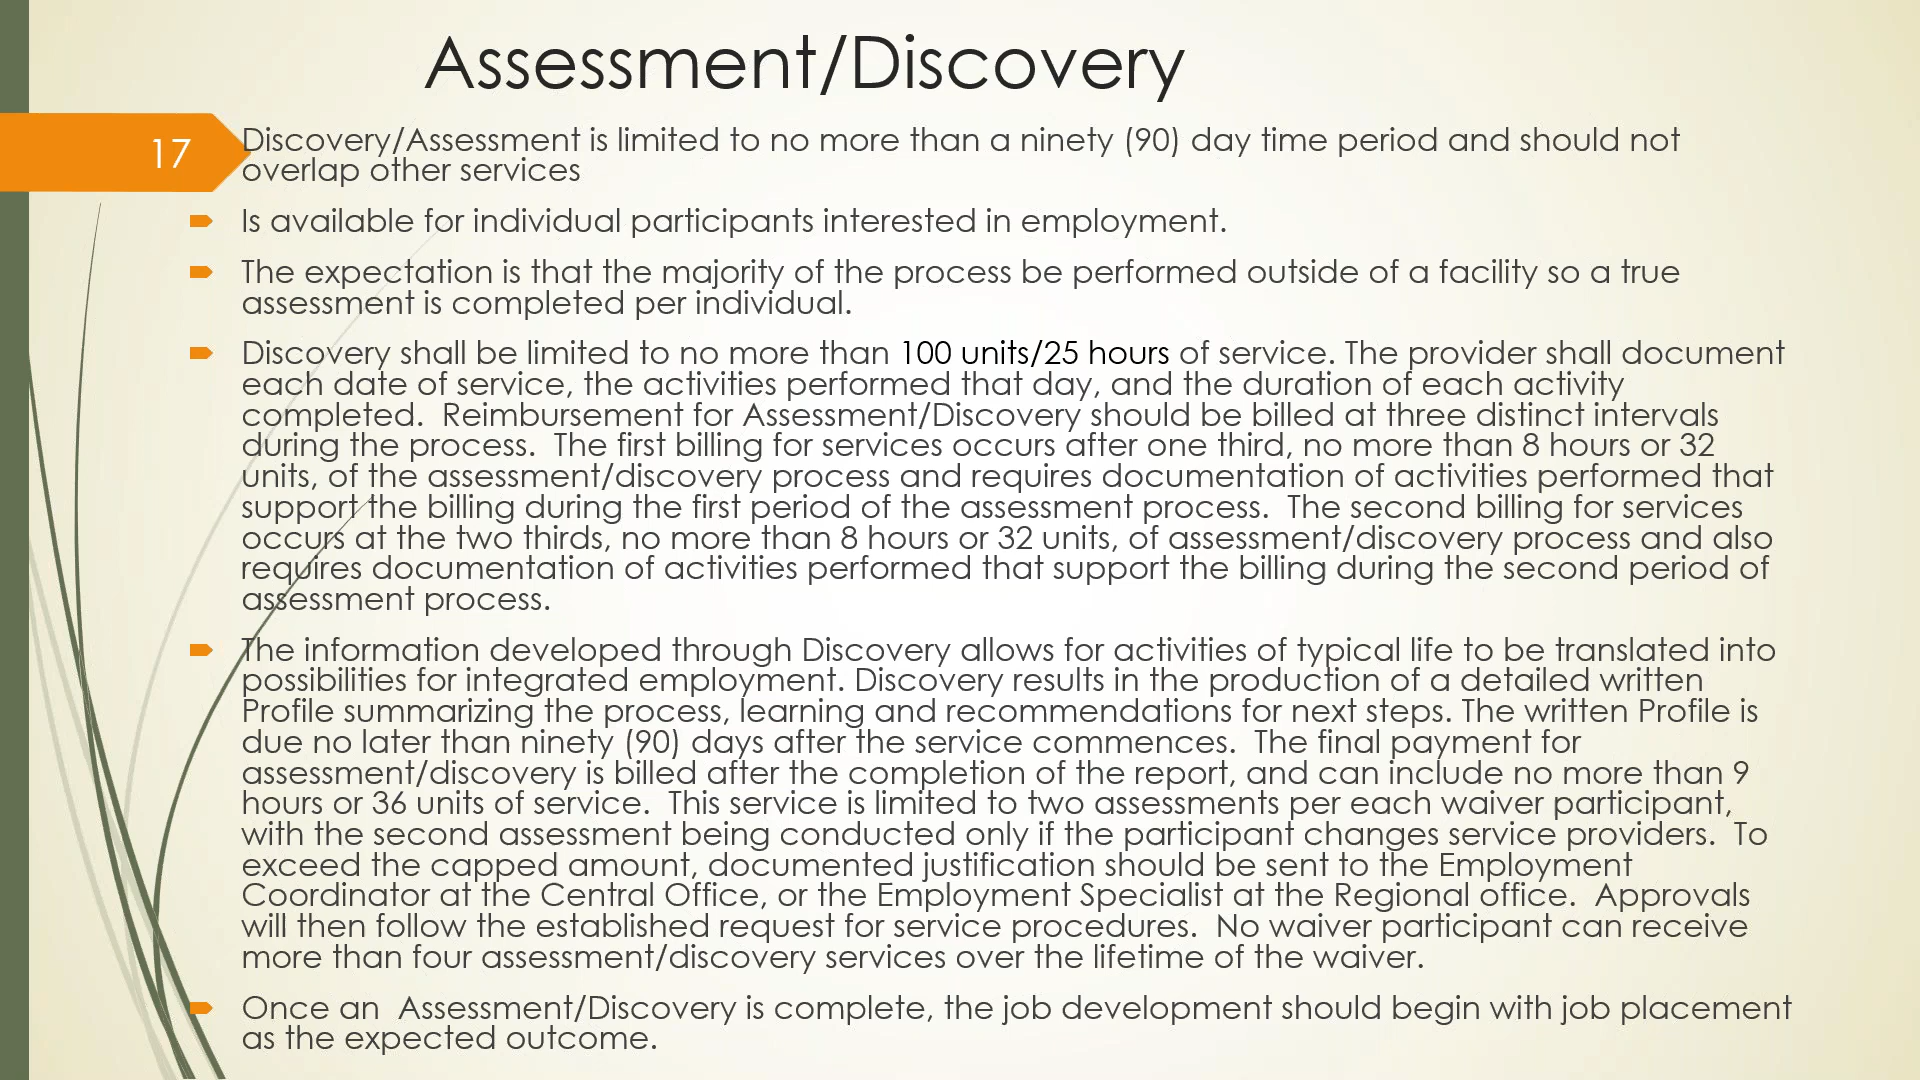 Assessment/Discovery
17
Discovery/Assessment is limited to no more than a ninety (90) day time period and should not
overlap other services
Is available for individual participants interested in employment.
The expectation is that the majority of the process be performed outside of a facility so a true
assessment is completed per individual.
Discovery shall be limited to no more than 100 units/25 hours of service. The provider shall document
each date of service, the activities performed that day, and the duration of each activity
completed.  Reimbursement for Assessment/Discovery should be billed at three distinct intervals
during the process.  The first billing for services occurs after one third, no more than 8 hours or 32
units, of the assessment/discovery process and requires documentation of activities performed that
support the billing during the first period of the assessment process.  The second billing for services
occurs at the two thirds, no more than 8 hours or 32 units, of assessment/discovery process and also
requires documentation of activities performed that support the billing during the second period of
assessment process.
The information developed through Discovery allows for activities of typical life to be translated into
possibilities for integrated employment. Discovery results in the production of a detailed written
Profile summarizing the process, learning and recommendations for next steps. The written Profile is
due no later than ninety (90) days after the service commences.  The final payment for
assessment/discovery is billed after the completion of the report, and can include no more than 9
hours or 36 units of service.  This service is limited to two assessments per each waiver participant,
with the second assessment being conducted only if the participant changes service providers.  To
exceed the capped amount, documented justification should be sent to the Employment
Coordinator at the Central Office, or the Employment Specialist at the Regional office.  Approvals
will then follow the established request for service procedures.  No waiver participant can receive
more than four assessment/discovery services over the lifetime of the waiver.
Once an  Assessment/Discovery is complete, the job development should begin with job placement
as the expected outcome.